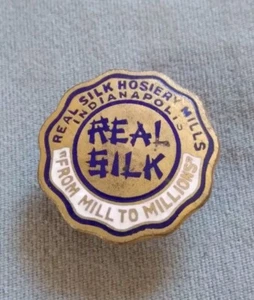 REAL SILK HOSIERY MILLS
INDIANAPOLIS
REAL
SILK
"FROM MILL TO MILLIONS"